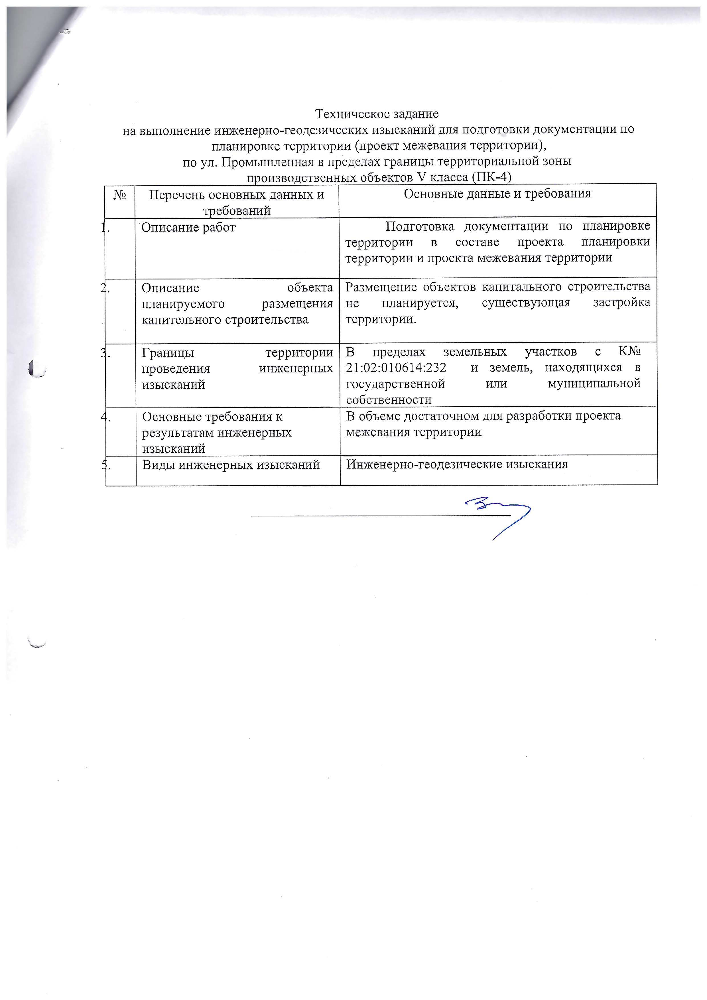 Техническое задание
на выполнение инженерно-геодезических изысканий для подготовки документации по
планировке территории (проект межевания территории),
по ул. Промышленная в пределах границы территориальной зоны
производственных объектов V класса (ПК-4)
№
Перечень основных данных и
требований
Основные данные и требования
1.
Описание работ
Подготовка документации по планировке
территории в составе проекта планировки
территории и проекта межевания территории
2.
Описание объекта
планируемого размещения
капительного строительства
Размещение объектов капитального строительства
не планируется, существующая застройка
территории.
3.
Границы территории
проведения инженерных
изысканий
В пределах земельных участков с К№
21:02:010614:232 и земель, находящихся в
государственной или муниципальной
собственности
4.
Основные требования к
результатам инженерных
изысканий
В объеме достаточном для разработки проекта
межевания территории
5.
Виды инженерных изысканий
Инженерно-геодезические изыскания